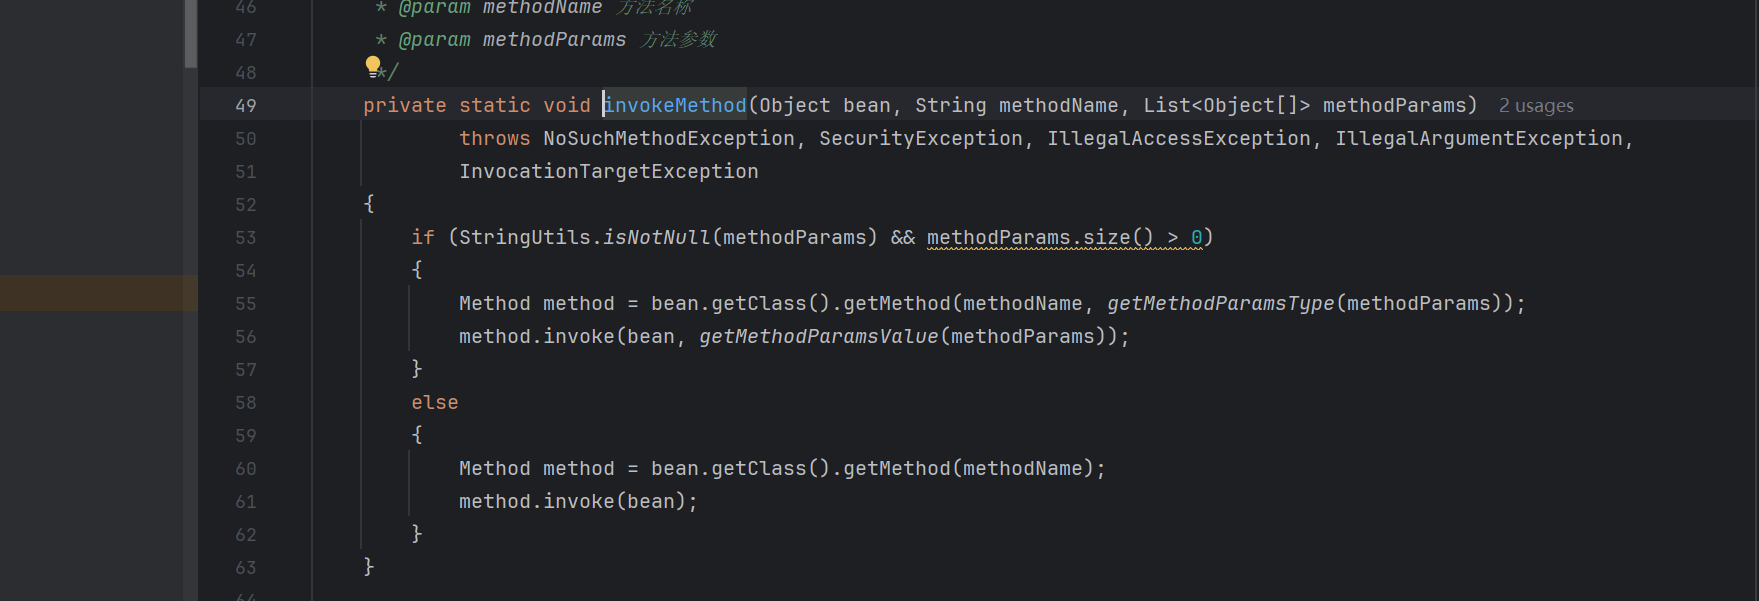 46 * @param methodName 方法名称
47 * @param methodParams 方法参数
48 */
49 private static void invokeMethod(Object bean, String methodName, List<Object[]> methodParams) 2 usages
50 throws NoSuchMethodException, SecurityException, IllegalAccessException, IllegalArgumentException,
51 InvocationTargetException
52 {
53 if (StringUtils.isNotNull(methodParams) && methodParams.size() > 0)
54 {
55 Method method = bean.getClass().getMethod(methodName, getMethodParamsType(methodParams));
56 method.invoke(bean, getMethodParamsValue(methodParams));
57 }
58 else
59 {
60 Method method = bean.getClass().getMethod(methodName);
61 method.invoke(bean);
62 }
63 }
64